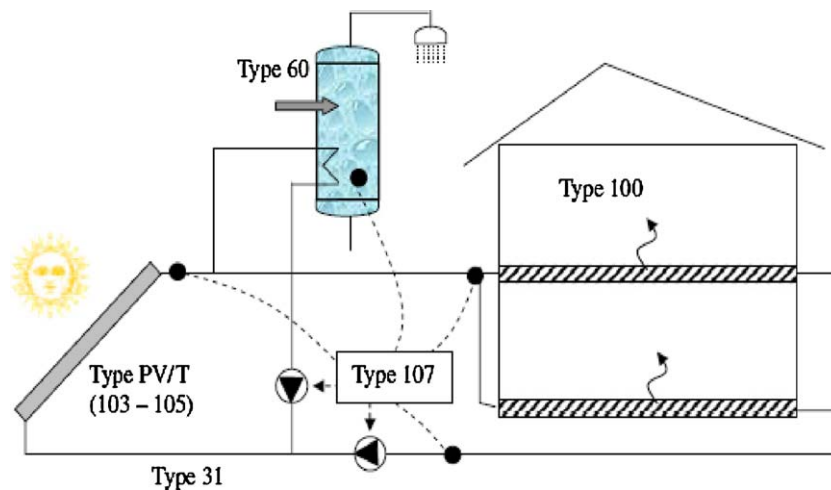 Type 60
Type 100
Type PV/T
(103 – 105)
Type 107
Type 31